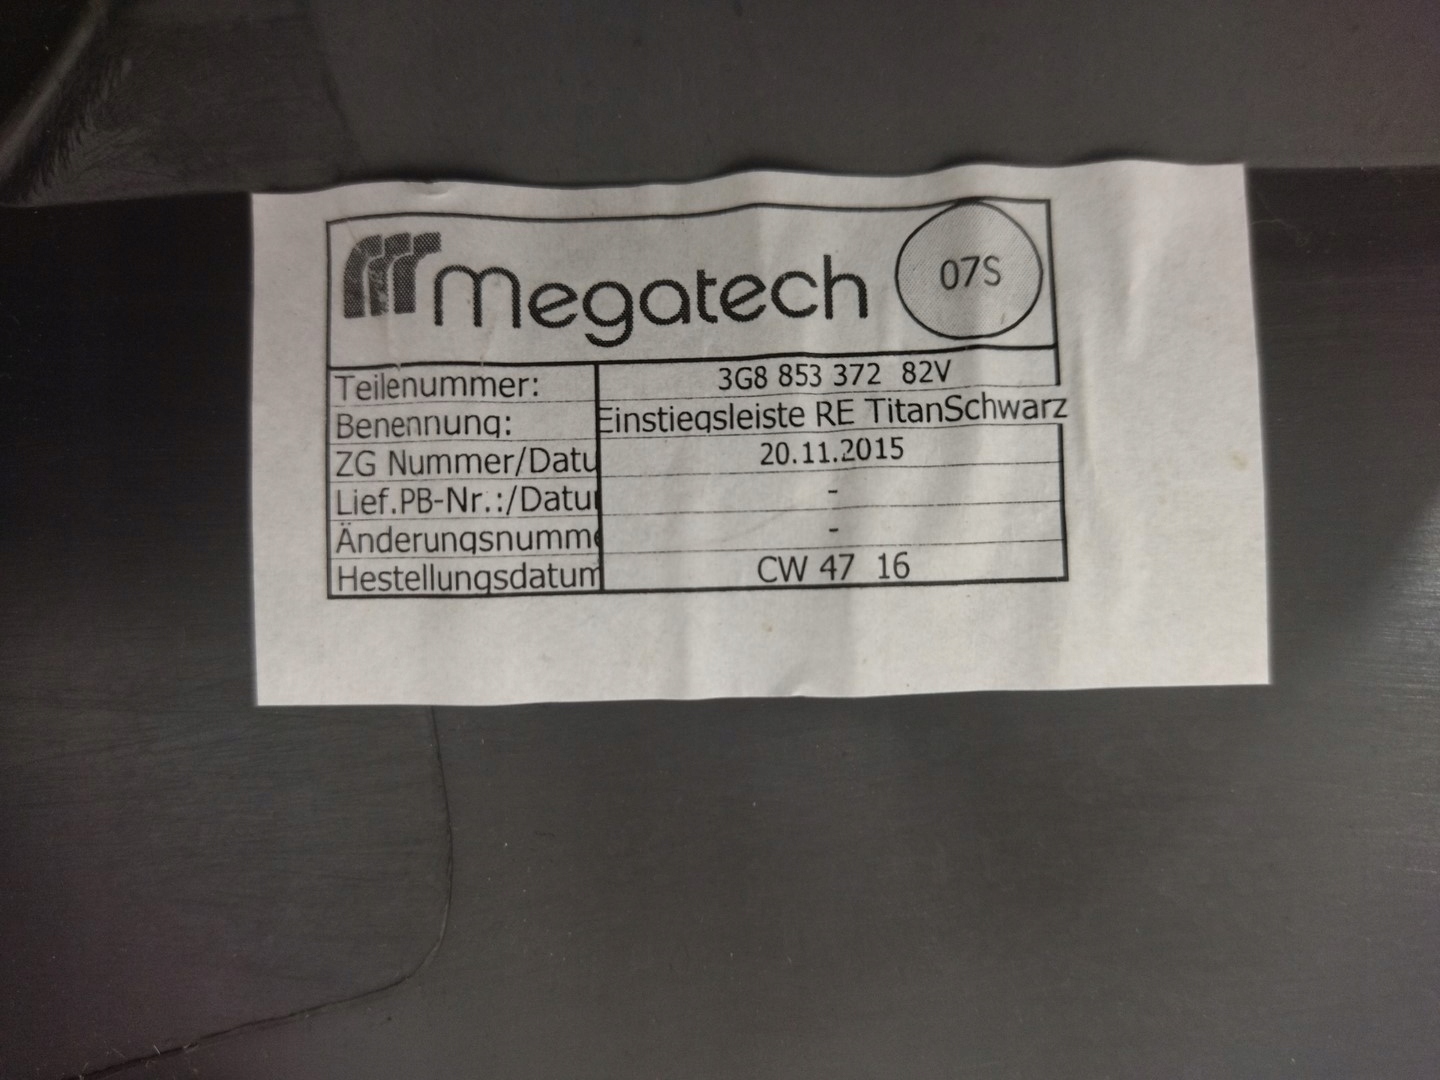 Megatech 07S
Teilenummer: 3G8 853 372 82V
Benennung: Einstiegsleiste RE TitanSchwarz
ZG Nummer/Datu 20.11.2015
Lief.PB-Nr.:/Datu -
Änderungsnumme -
Hestellungsdatum CW 47 16